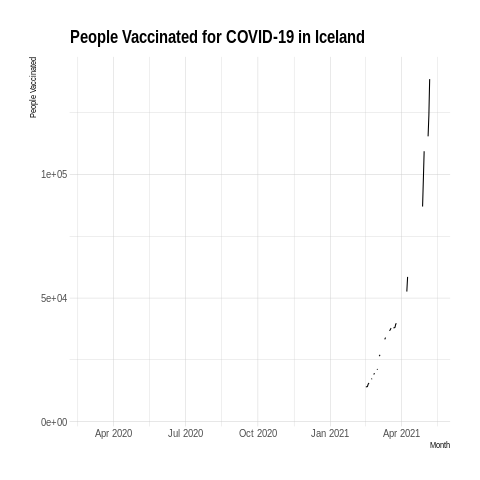 People Vaccinated for COVID-19 in Iceland
People Vaccinated
1e+05
5e+04
0e+00
Apr 2020 Jul 2020 Oct 2020 Jan 2021 Apr 2021
Month